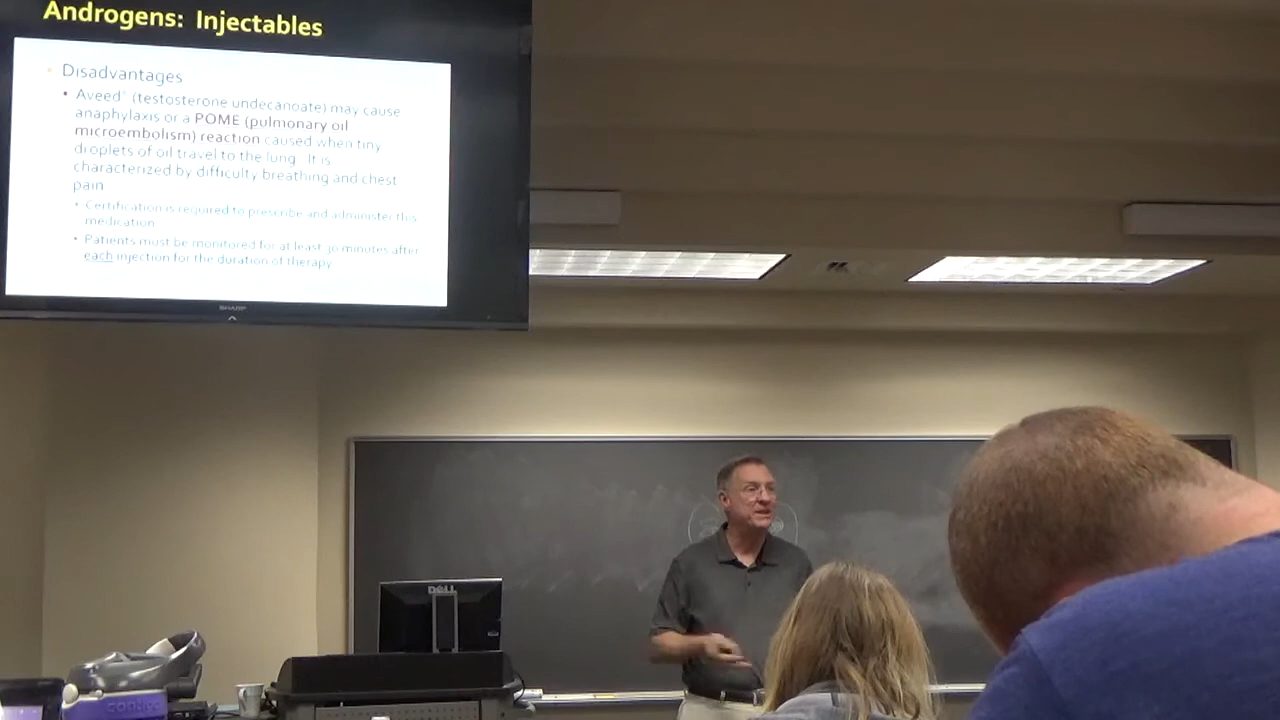 Androgens: Injectables
Disadvantages
Aveed® (testosterone undecanoate) may cause
anaphylaxis or a POME (pulmonary oil
microembolism) reaction caused when tiny
droplets of oil travel to the lung. It is
characterized by difficulty breathing and chest
pain
Certification is required to prescribe and administer this
medication.
Patients must be monitored for at least 30 minutes after
each injection for the duration of therapy.
SHARP
DELL
contigo